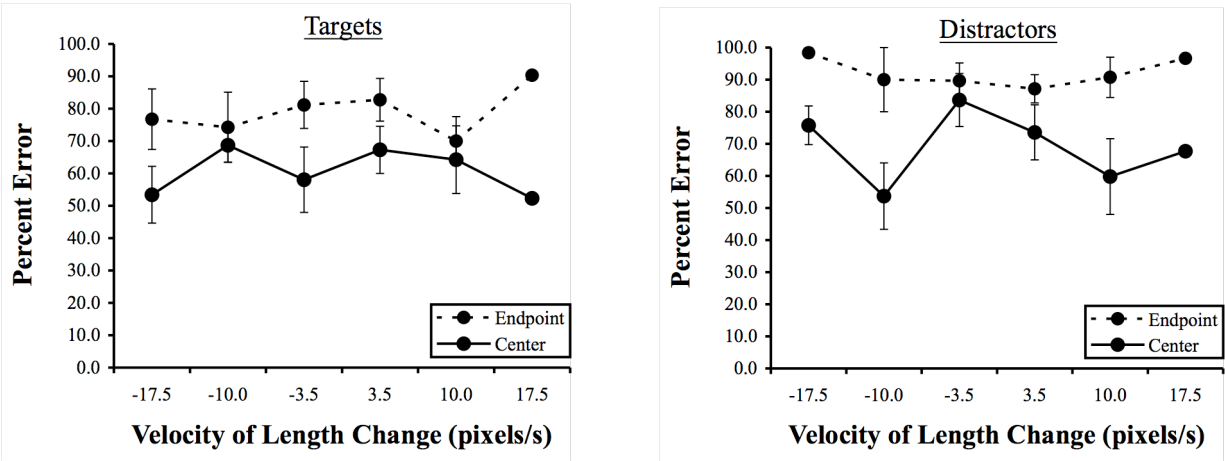 Targets
100.0
90.0
80.0
70.0
60.0
50.0
40.0
30.0
20.0
10.0
0.0
Percent Error
Endpoint
Center
-17.5 -10.0 -3.5 3.5 10.0 17.5
Velocity of Length Change (pixels/s)
Distractors
100.0
90.0
80.0
70.0
60.0
50.0
40.0
30.0
20.0
10.0
0.0
Percent Error
Endpoint
Center
-17.5 -10.0 -3.5 3.5 10.0 17.5
Velocity of Length Change (pixels/s)